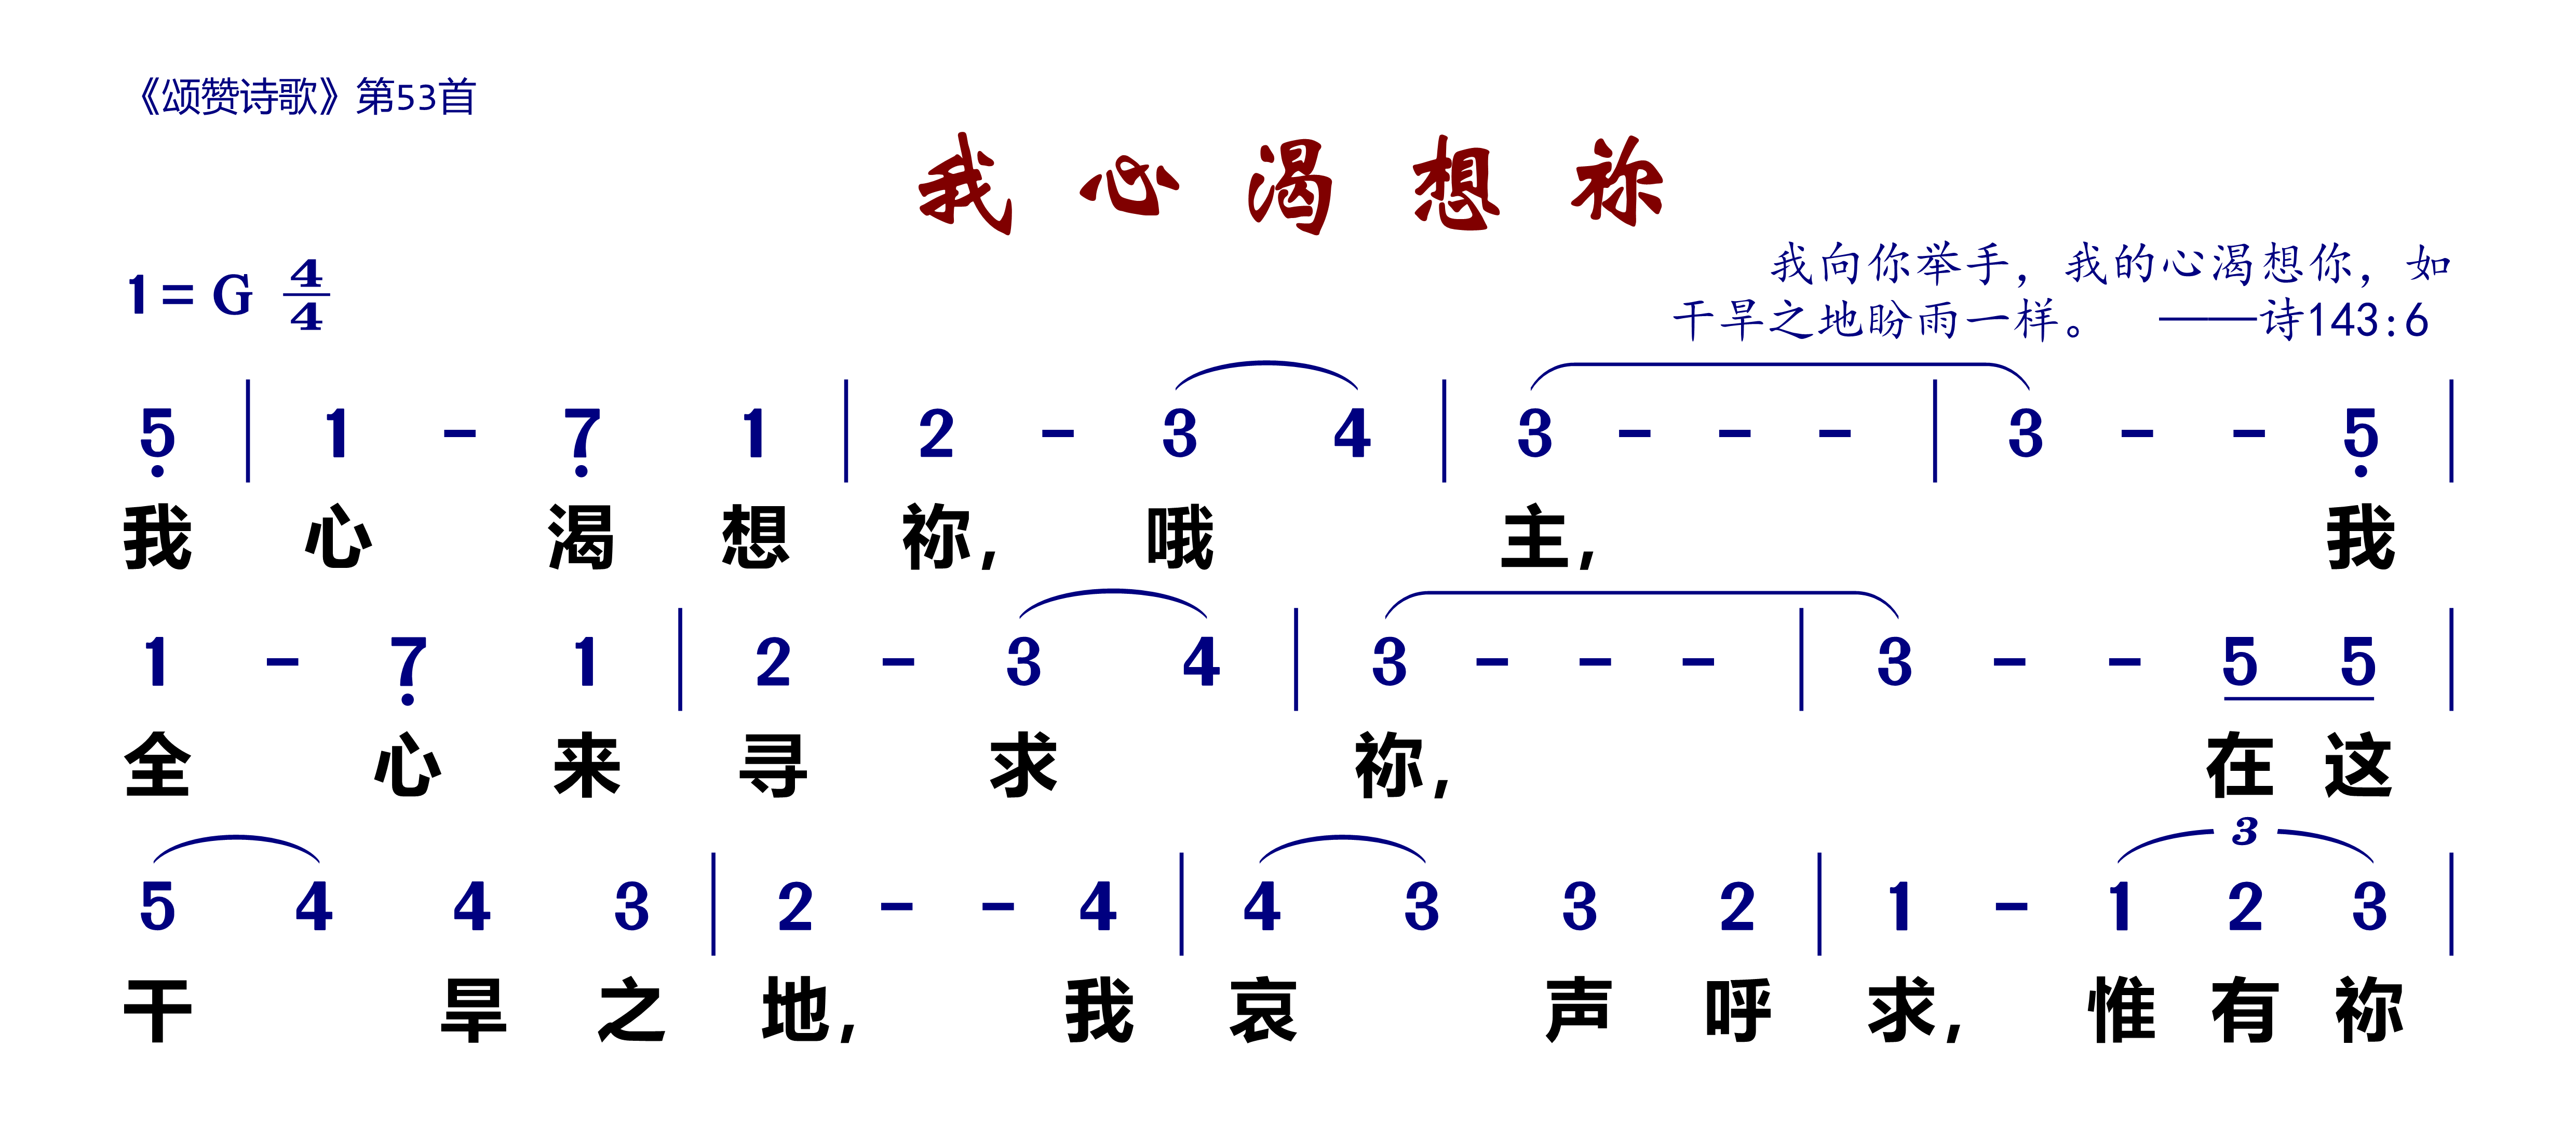 《颂赞诗歌》第53首
我心渴想祢
我向你举手，我的心渴想你，如
1=G 4/4
干旱之地盼雨一样。 ——诗143:6
5 | 1 - 7 1 | 2 - 3 4 | 3 - - - | 3 - - 5 |
我 心 渴 想 祢, 哦 主, 我
1 - 7 1 | 2 - 3 4 | 3 - - - | 3 - - 5 5 |
全 心 来 寻 求 祢, 在 这
3
5 4 4 3 | 2 - - 4 | 4 3 3 2 | 1 - 1 2 3 |
干 旱 之 地, 我 哀 声 呼 求, 惟 有 祢